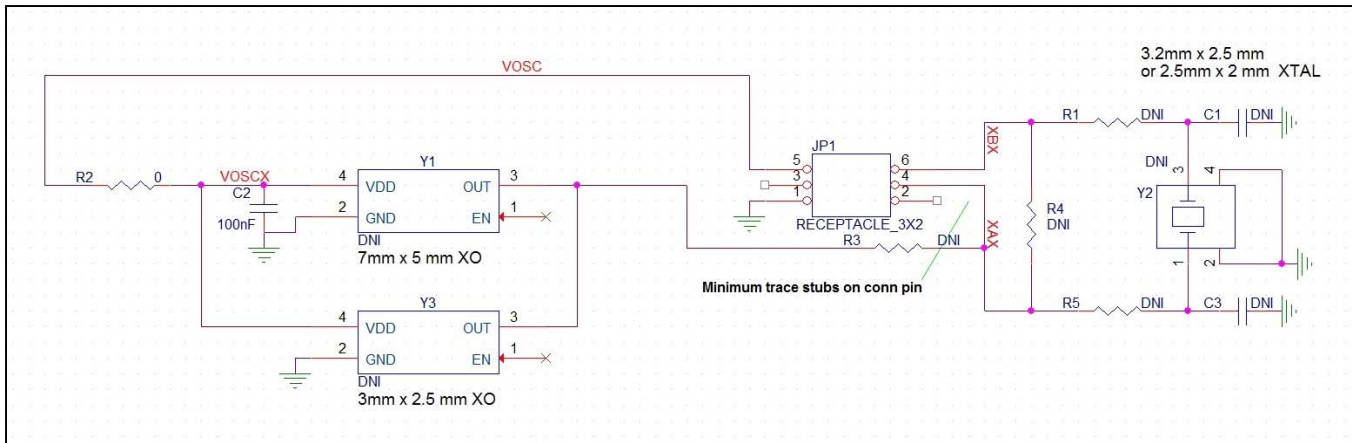 3.2mm x 2.5 mm
or 2.5mm x 2 mm XTAL
VOSC
R1
DNI
C1
DNI
XBX
JP1
5
6
3
4
1
2
RECEPTACLE_3X2
DNI
3
4
Y2
1
2
R4
DNI
R2
0
VOSCX
C2
100nF
Y1
4
VDD
OUT
3
2
GND
EN
1
DNI
7mm x 5 mm XO
R3
DNI
XAX
Minimum trace stubs on conn pin
R5
DNI
C3
DNI
Y3
4
VDD
OUT
3
2
GND
EN
1
DNI
3mm x 2.5 mm XO